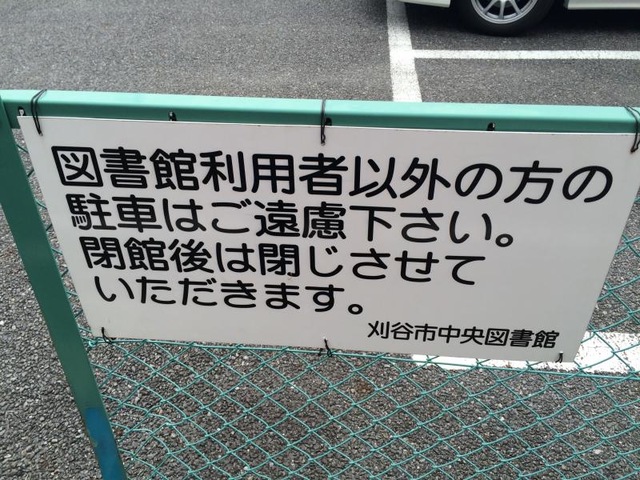 図書館利用者以外の方の
駐車はご遠慮下さい。
閉館後は閉じさせて
いただきます。
刈谷市中央図書館